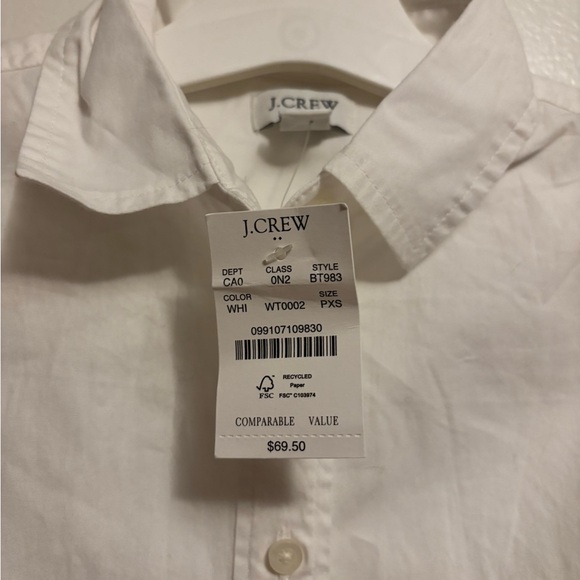 J.CREW
J.CREW
DEPT CLASS STYLE
CA0 0N2 BT983
COLOR SIZE
WHI WT0002 PXS
099107109830
RECYCLED
Paper
FSC® C103974
FSC
COMPARABLE VALUE
$69.50